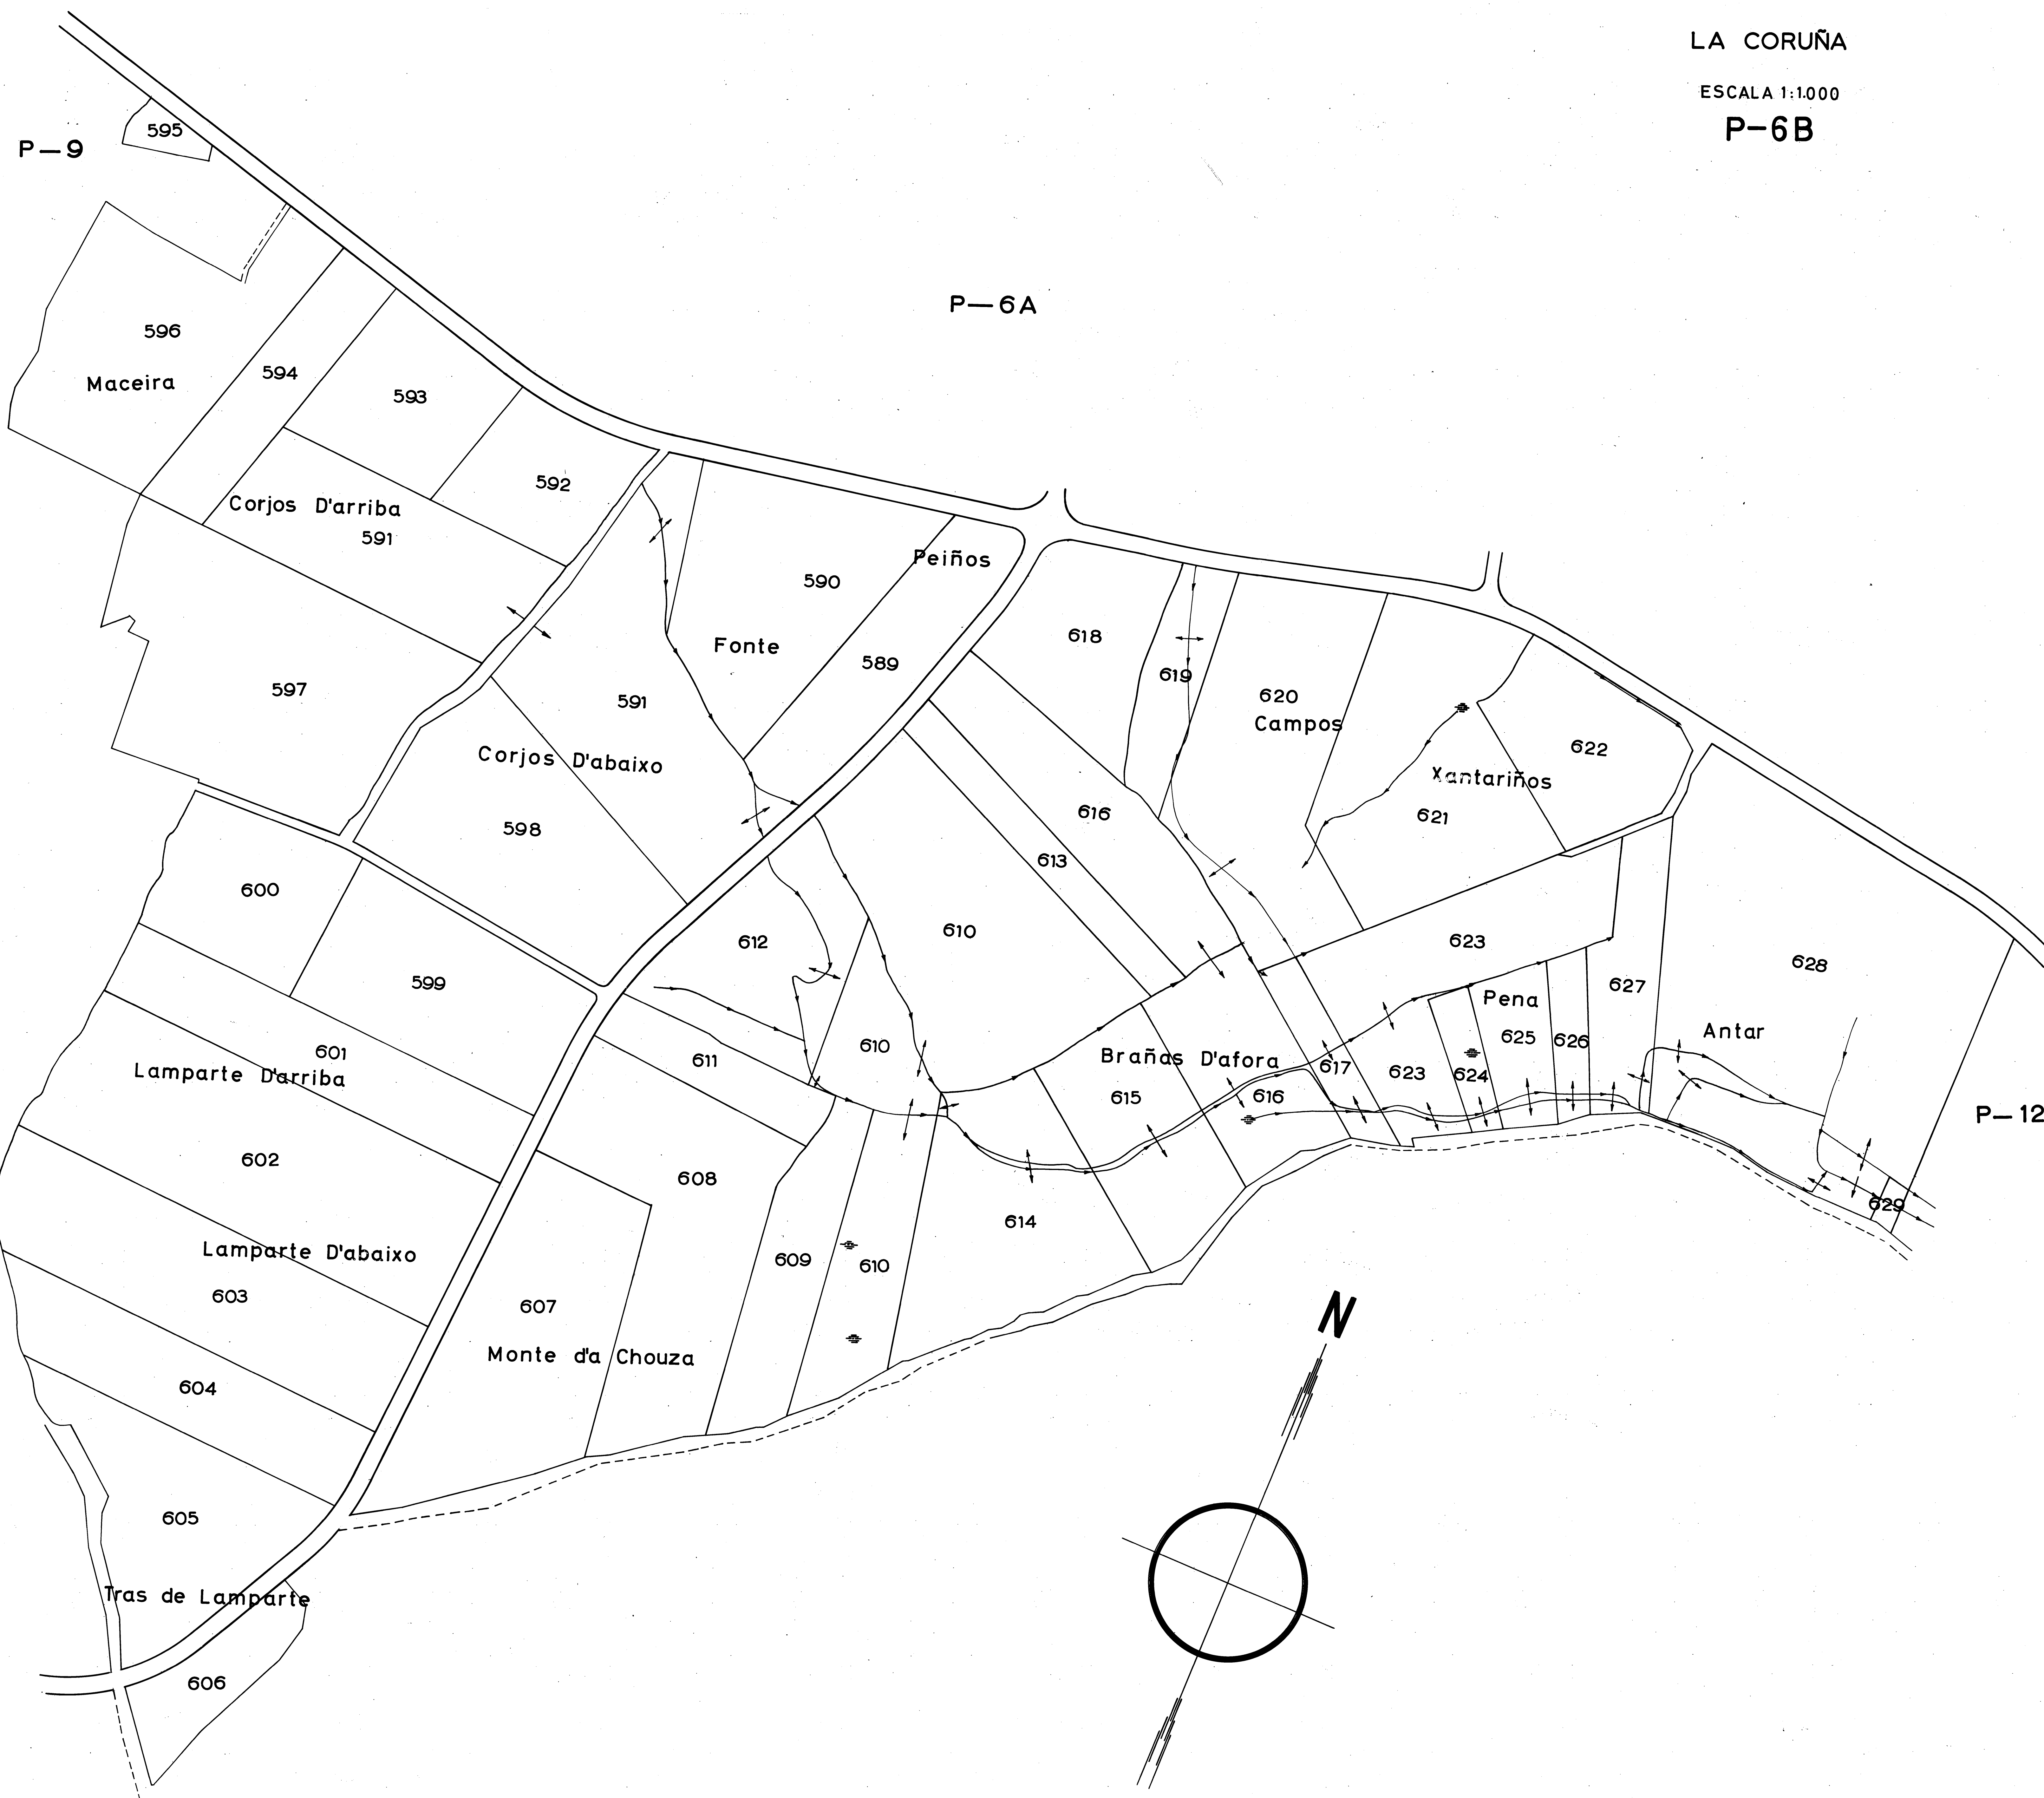 LA CORUÑA
ESCALA 1:1.000
P-6B
595
P-9
P-6A
596
Maceira
594
593
592
Corjos D'arriba
591
Peiños
590
Fonte
589
618
619
620
Campos
622
Xantariños
621
597
591
Corjos D'abaixo
598
616
613
600
612
610
623
628
599
627
Pena
Antar
601
Lamparte D'arriba
611
610
Brañas D'afora
617
623
624
625
626
615
616
P-12
602
608
614
629
Lamparte D'abaixo
609
610
603
607
N
Monte d'a Chouza
604
605
Tras de Lamparte
606